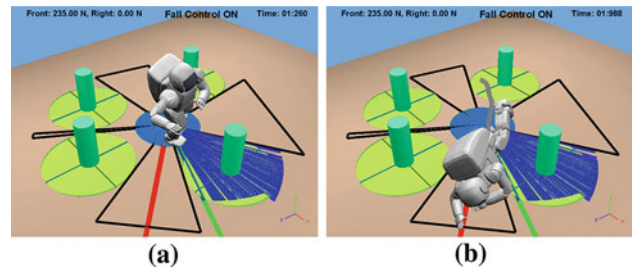 Front: 235.00 N, Right: 0.00 N Fall Control ON Time: 01:260
Front: 235.00 N, Right: 0.00 N Fall Control ON Time: 01:988
(a)
(b)